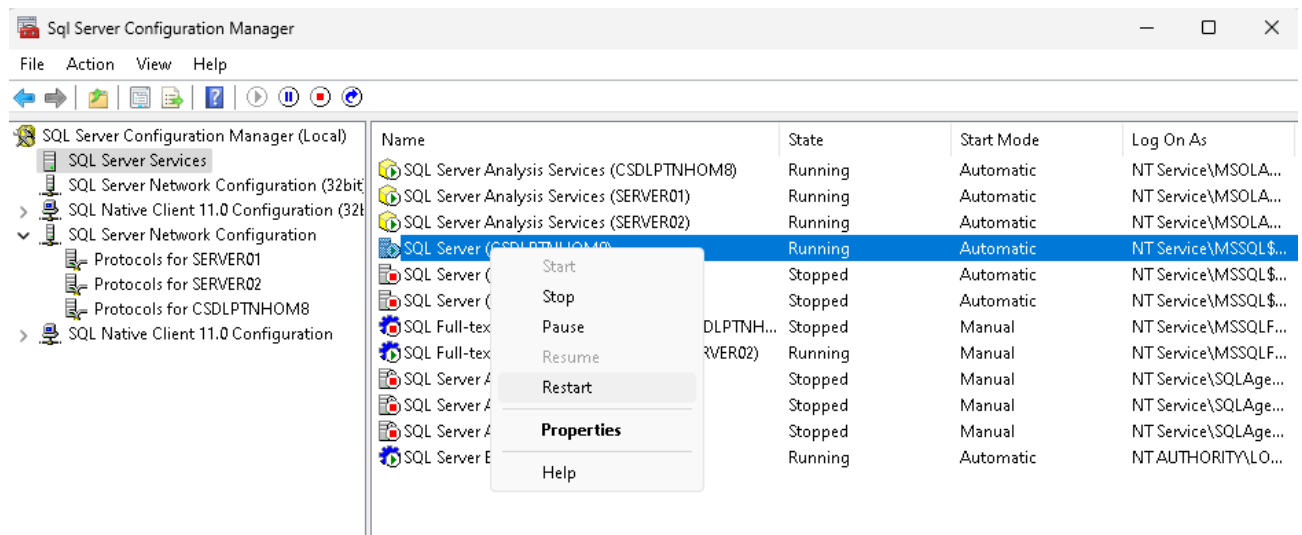 Sql Server Configuration Manager
File Action View Help
SQL Server Configuration Manager (Local)
SQL Server Services
SQL Server Network Configuration (32bit
SQL Native Client 11.0 Configuration (32b
SQL Server Network Configuration
Protocols for SERVER01
Protocols for SERVER02
Protocols for CSDLPTNHOM8
SQL Native Client 11.0 Configuration
Name State Start Mode Log On As
SQL Server Analysis Services (CSDLPTNHOM8) Running Automatic NT Service\MSOLA...
SQL Server Analysis Services (SERVER01) Running Automatic NT Service\MSOLA...
SQL Server Analysis Services (SERVER02) Running Automatic NT Service\MSOLA...
SQL Server (CSDLPTNHOM8) Running Automatic NT Service\MSSQL$...
SQL Server ( Stopped Automatic NT Service\MSSQL$...
SQL Server ( Stopped Automatic NT Service\MSSQL$...
SQL Full-tex DLPTNH... Stopped Manual NT Service\MSSQLF...
SQL Full-tex RVER02) Running Manual NT Service\MSSQLF...
SQL Server A Stopped Manual NT Service\SQLAge...
SQL Server A Stopped Manual NT Service\SQLAge...
SQL Server A Stopped Manual NT Service\SQLAge...
SQL Server B Running Automatic NT AUTHORITY\LO...
Start
Stop
Pause
Resume
Restart
Properties
Help